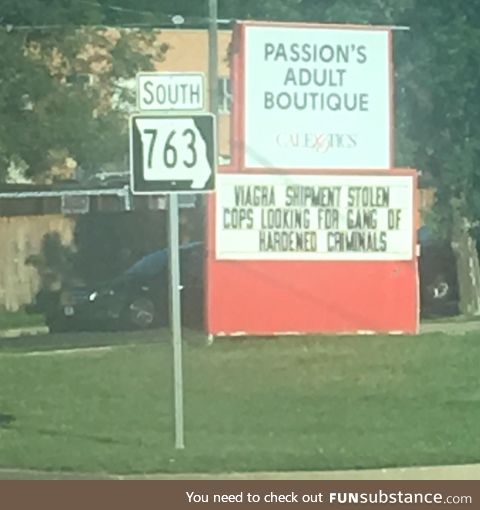 PASSION'S
ADULT
BOUTIQUE
CALEXOTICS
SOUTH
763
VIAGRA SHIPMENT STOLEN
COPS LOOKING FOR GANG OF
HARDENED CRIMINALS
You need to check out FUNsubstance.com